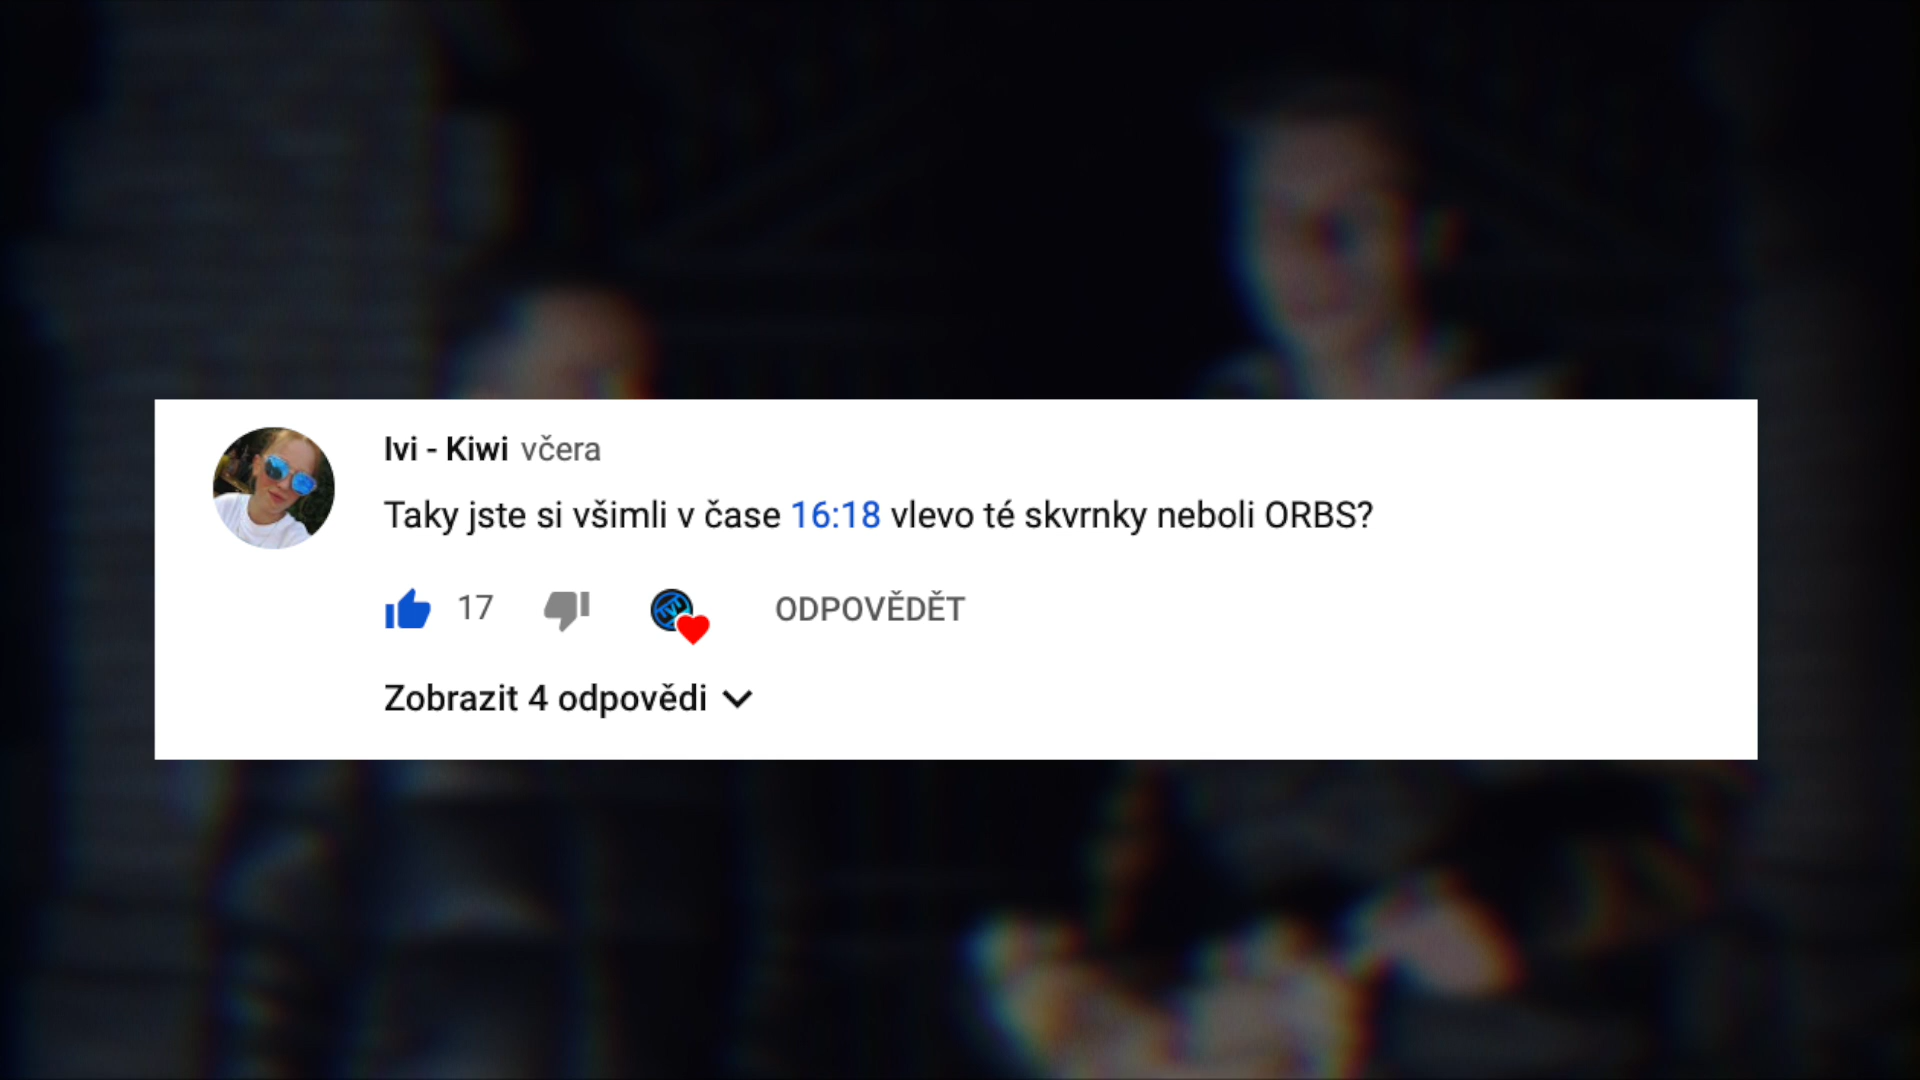 Ivi - Kiwi včera
Taky jste si všimli v čase 16:18 vlevo té skvrnky neboli ORBS?
17
ODPOVĚDĚT
Zobrazit 4 odpovědi